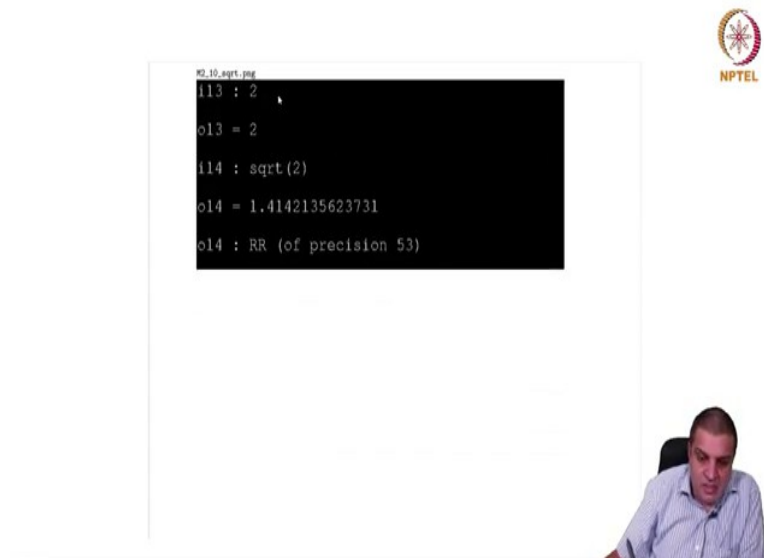 NPTEL
M2_10_sqrt.png
i13 : 2
o13 = 2
i14 : sqrt(2)
o14 = 1.4142135623731
o14 : RR (of precision 53)